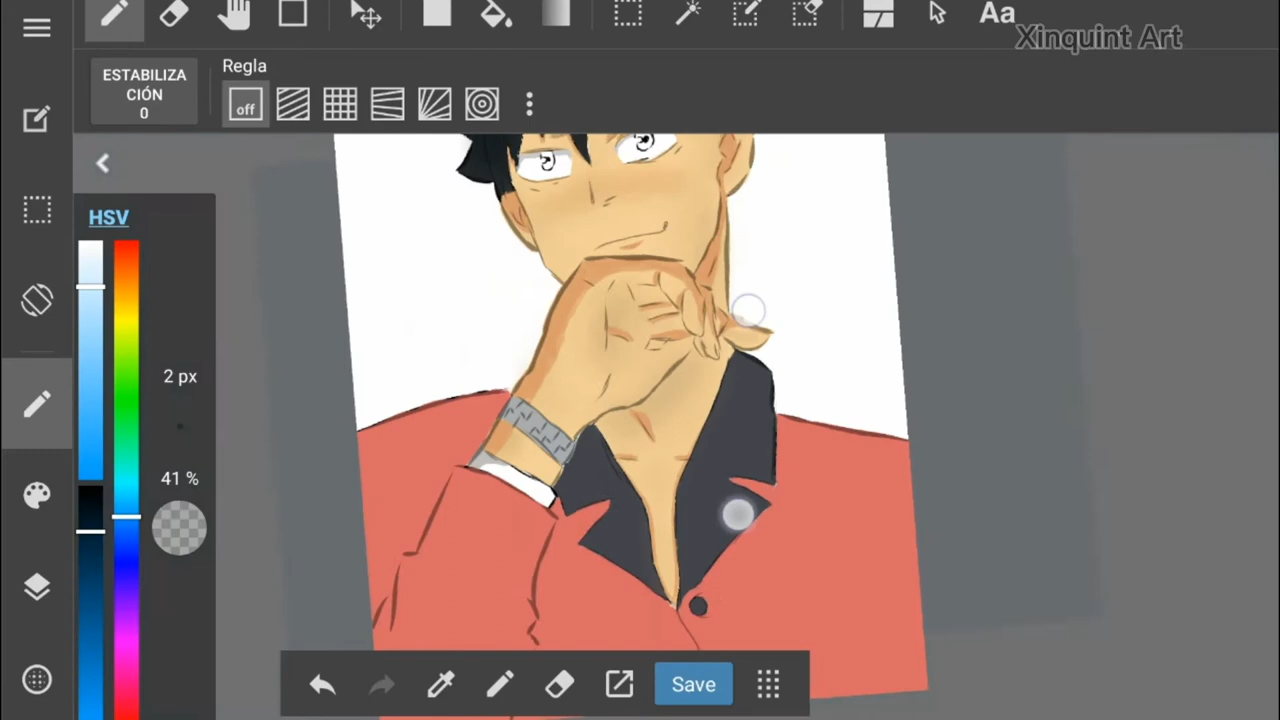 Aa
Xinquint Art
ESTABILIZA
CIÓN
0
Regla
off
HSV
2 px
41 %
Save